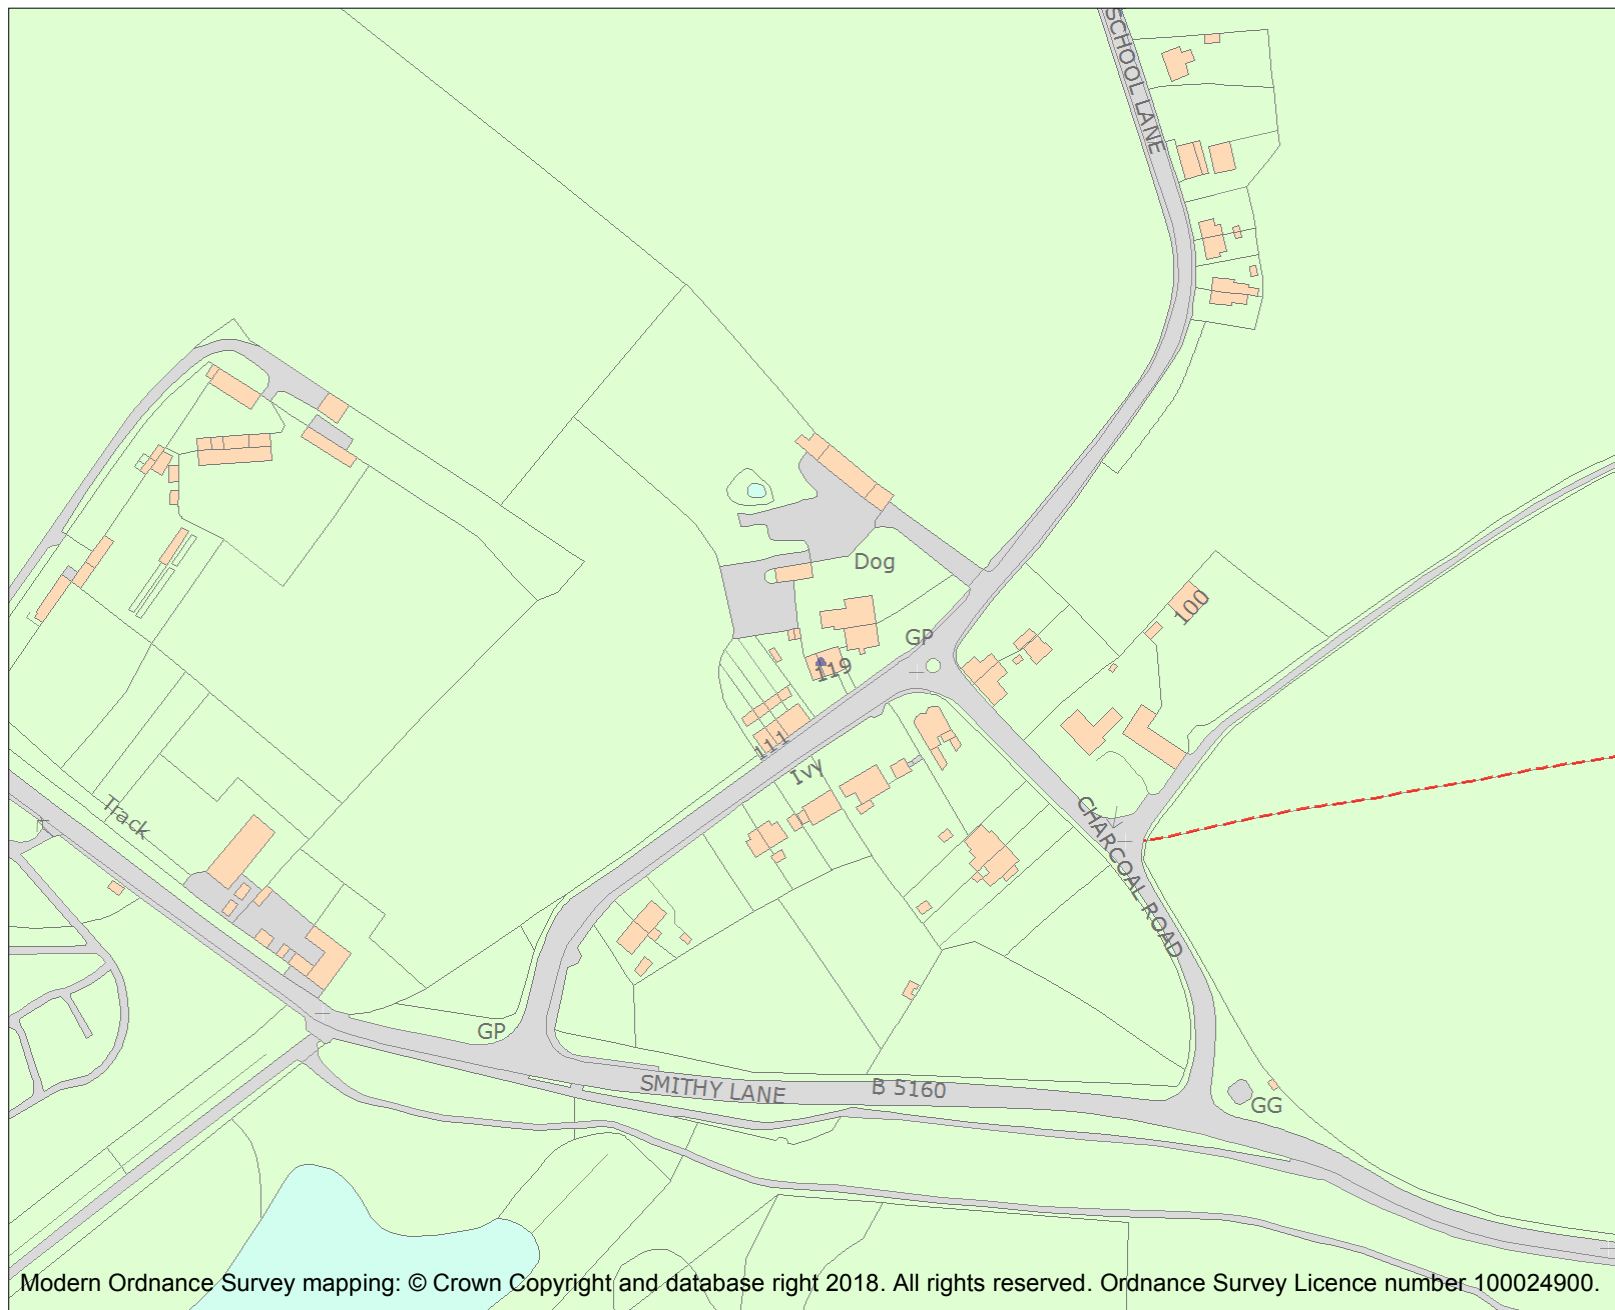 SCHOOL LANE
Dog
100
GP
119
111
Ivy
Track
CHARCOAL ROAD
GP
SMITHY LANE
B 5160
GG
Modern Ordnance Survey mapping: © Crown Copyright and database right 2018. All rights reserved. Ordnance Survey Licence number 100024900.